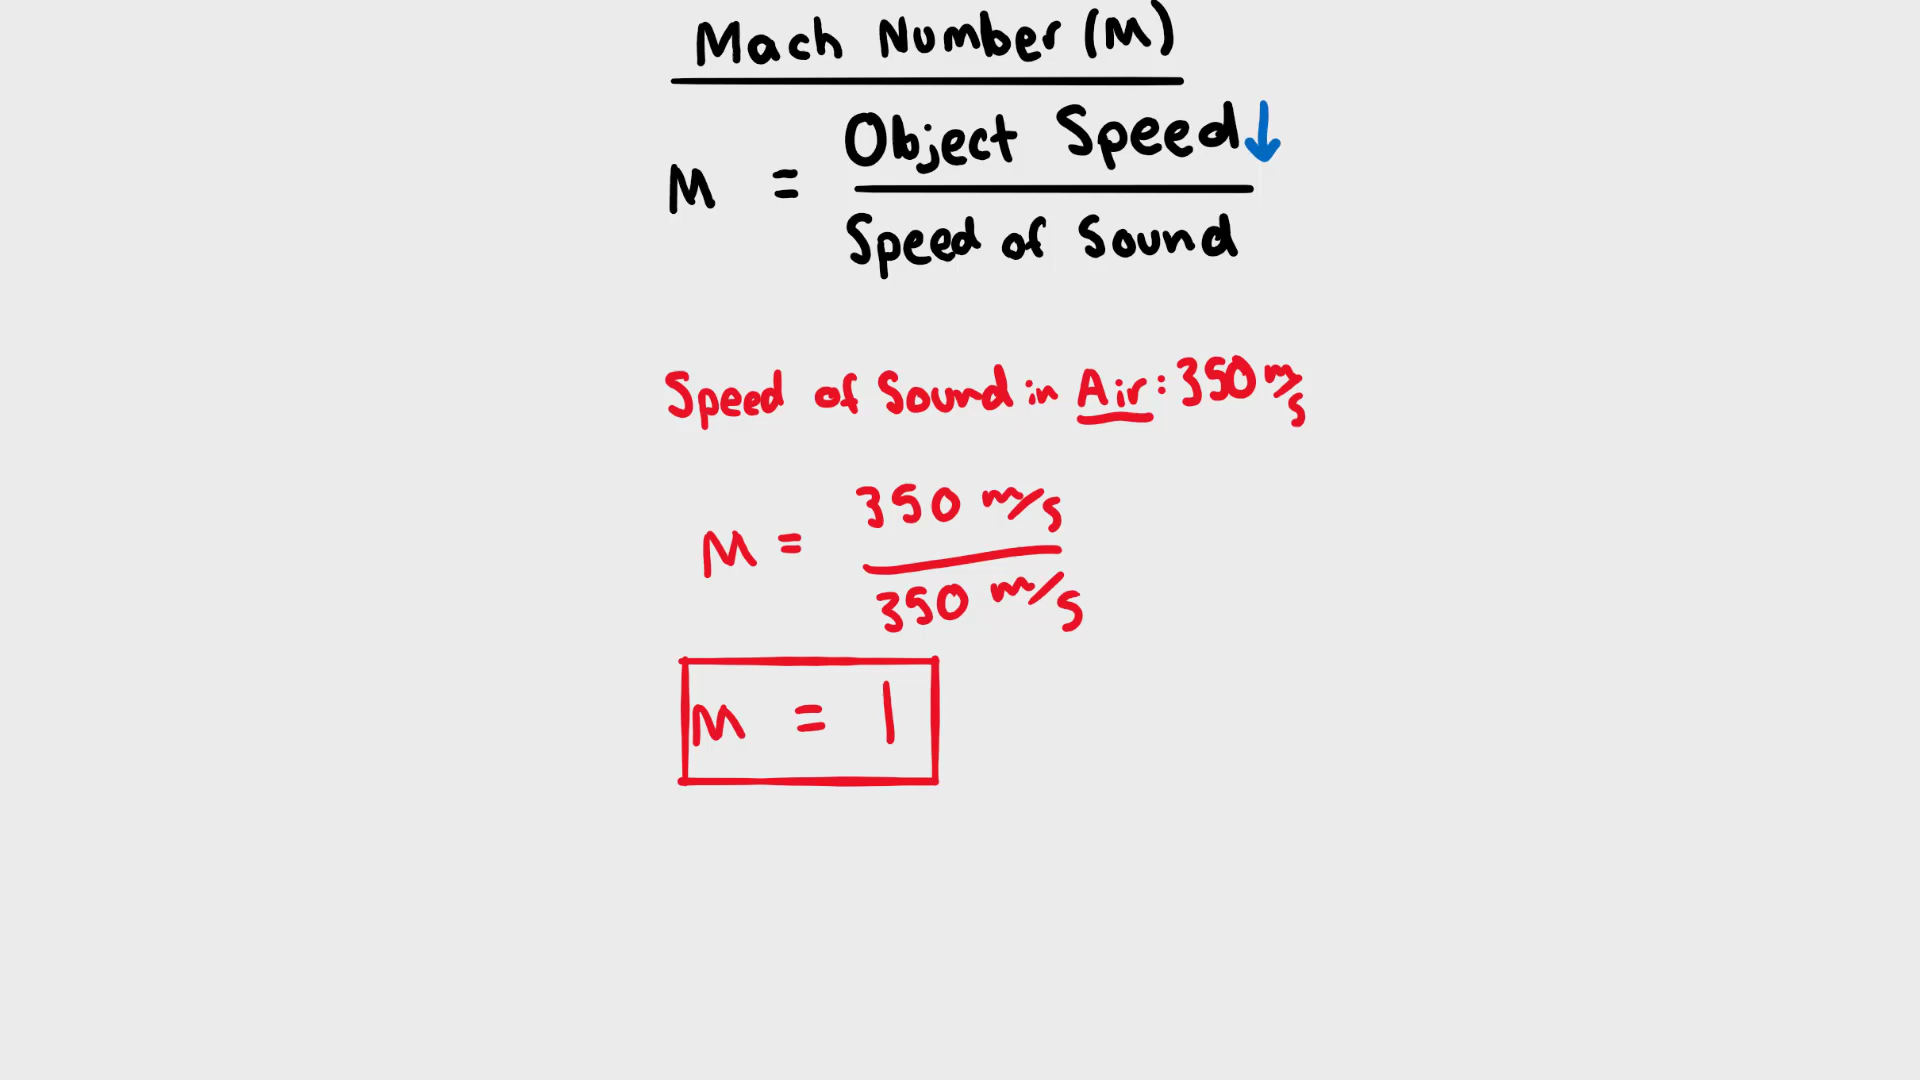 Mach Number (M)
M = Object Speed↓
Speed of Sound
Speed of Sound in Air: 350 m/s
M = 350 m/s
350 m/s
M = 1